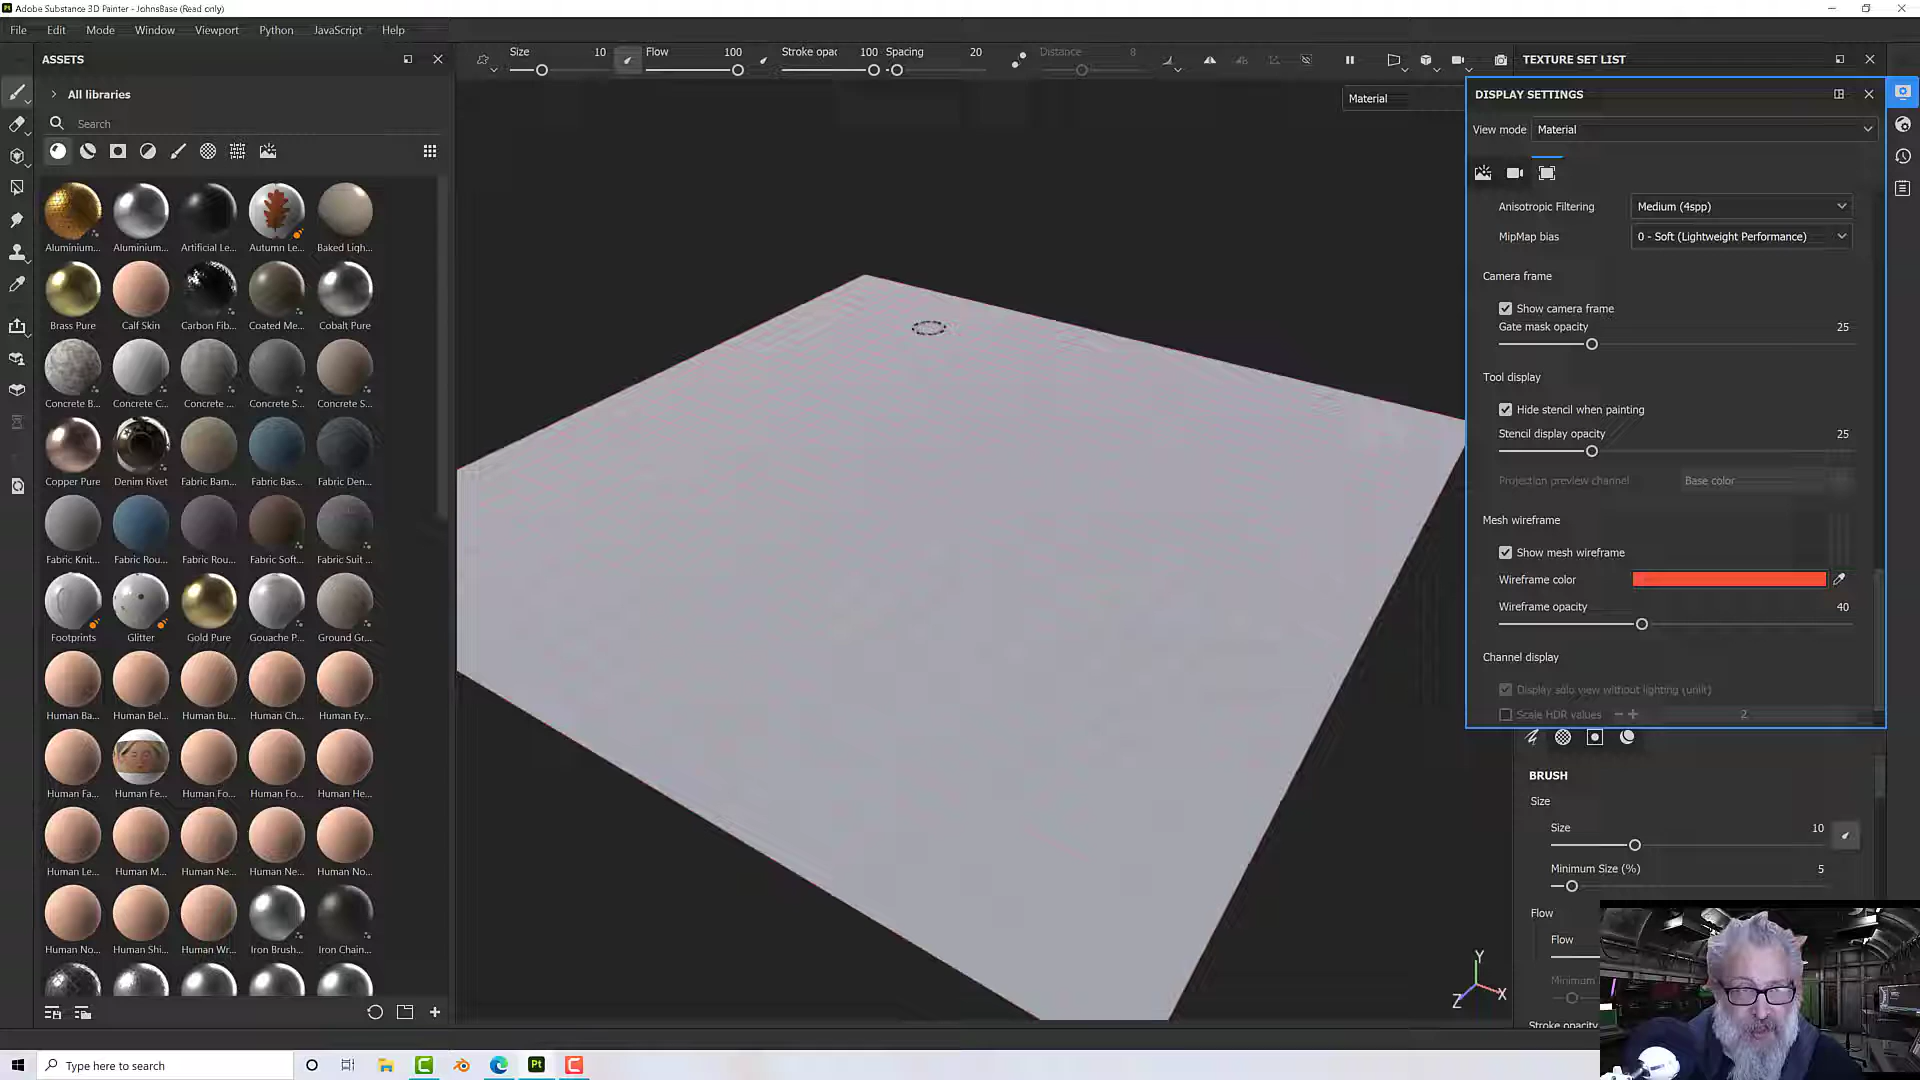 Adobe Substance 3D Painter - JohnsBase (Read only)
File Edit Mode Window Viewport Python JavaScript Help
ASSETS
All libraries
Search
Aluminium... Aluminium... Artificial Le... Autumn Le... Baked Ligh...
Brass Pure Calf Skin Carbon Fib... Coated Me... Cobalt Pure
Concrete B... Concrete C... Concrete ... Concrete S... Concrete S...
Copper Pure Denim Rivet Fabric Bam... Fabric Bas... Fabric Den...
Fabric Knit... Fabric Rou... Fabric Rou... Fabric Soft... Fabric Suit ...
Footprints Glitter Gold Pure Gouache P... Ground Gr...
Human Ba... Human Bel... Human Bu... Human Ch... Human Ey...
Human Fa... Human Fe... Human Fo... Human Fo... Human He...
Human Le... Human M... Human Ne... Human Ne... Human No...
Human No... Human Shi... Human Wr... Iron Brush... Iron Chain...
Size 10 Flow 100 Stroke opac 100 Spacing 20 Distance 8
Material
Y
Z X
TEXTURE SET LIST
DISPLAY SETTINGS
View mode Material
Anisotropic Filtering Medium (4spp)
MipMap bias 0 - Soft (Lightweight Performance)
Camera frame
Show camera frame
Gate mask opacity 25
Tool display
Hide stencil when painting
Stencil display opacity 25
Projection preview channel Base color
Mesh wireframe
Show mesh wireframe
Wireframe color
Wireframe opacity 40
Channel display
Display solo view without lighting (unlit)
Scale HDR values 2
BRUSH
Size
Size 10
Minimum Size (%) 5
Flow
Flow
Minimum
Stroke opacity
Type here to search
Pt